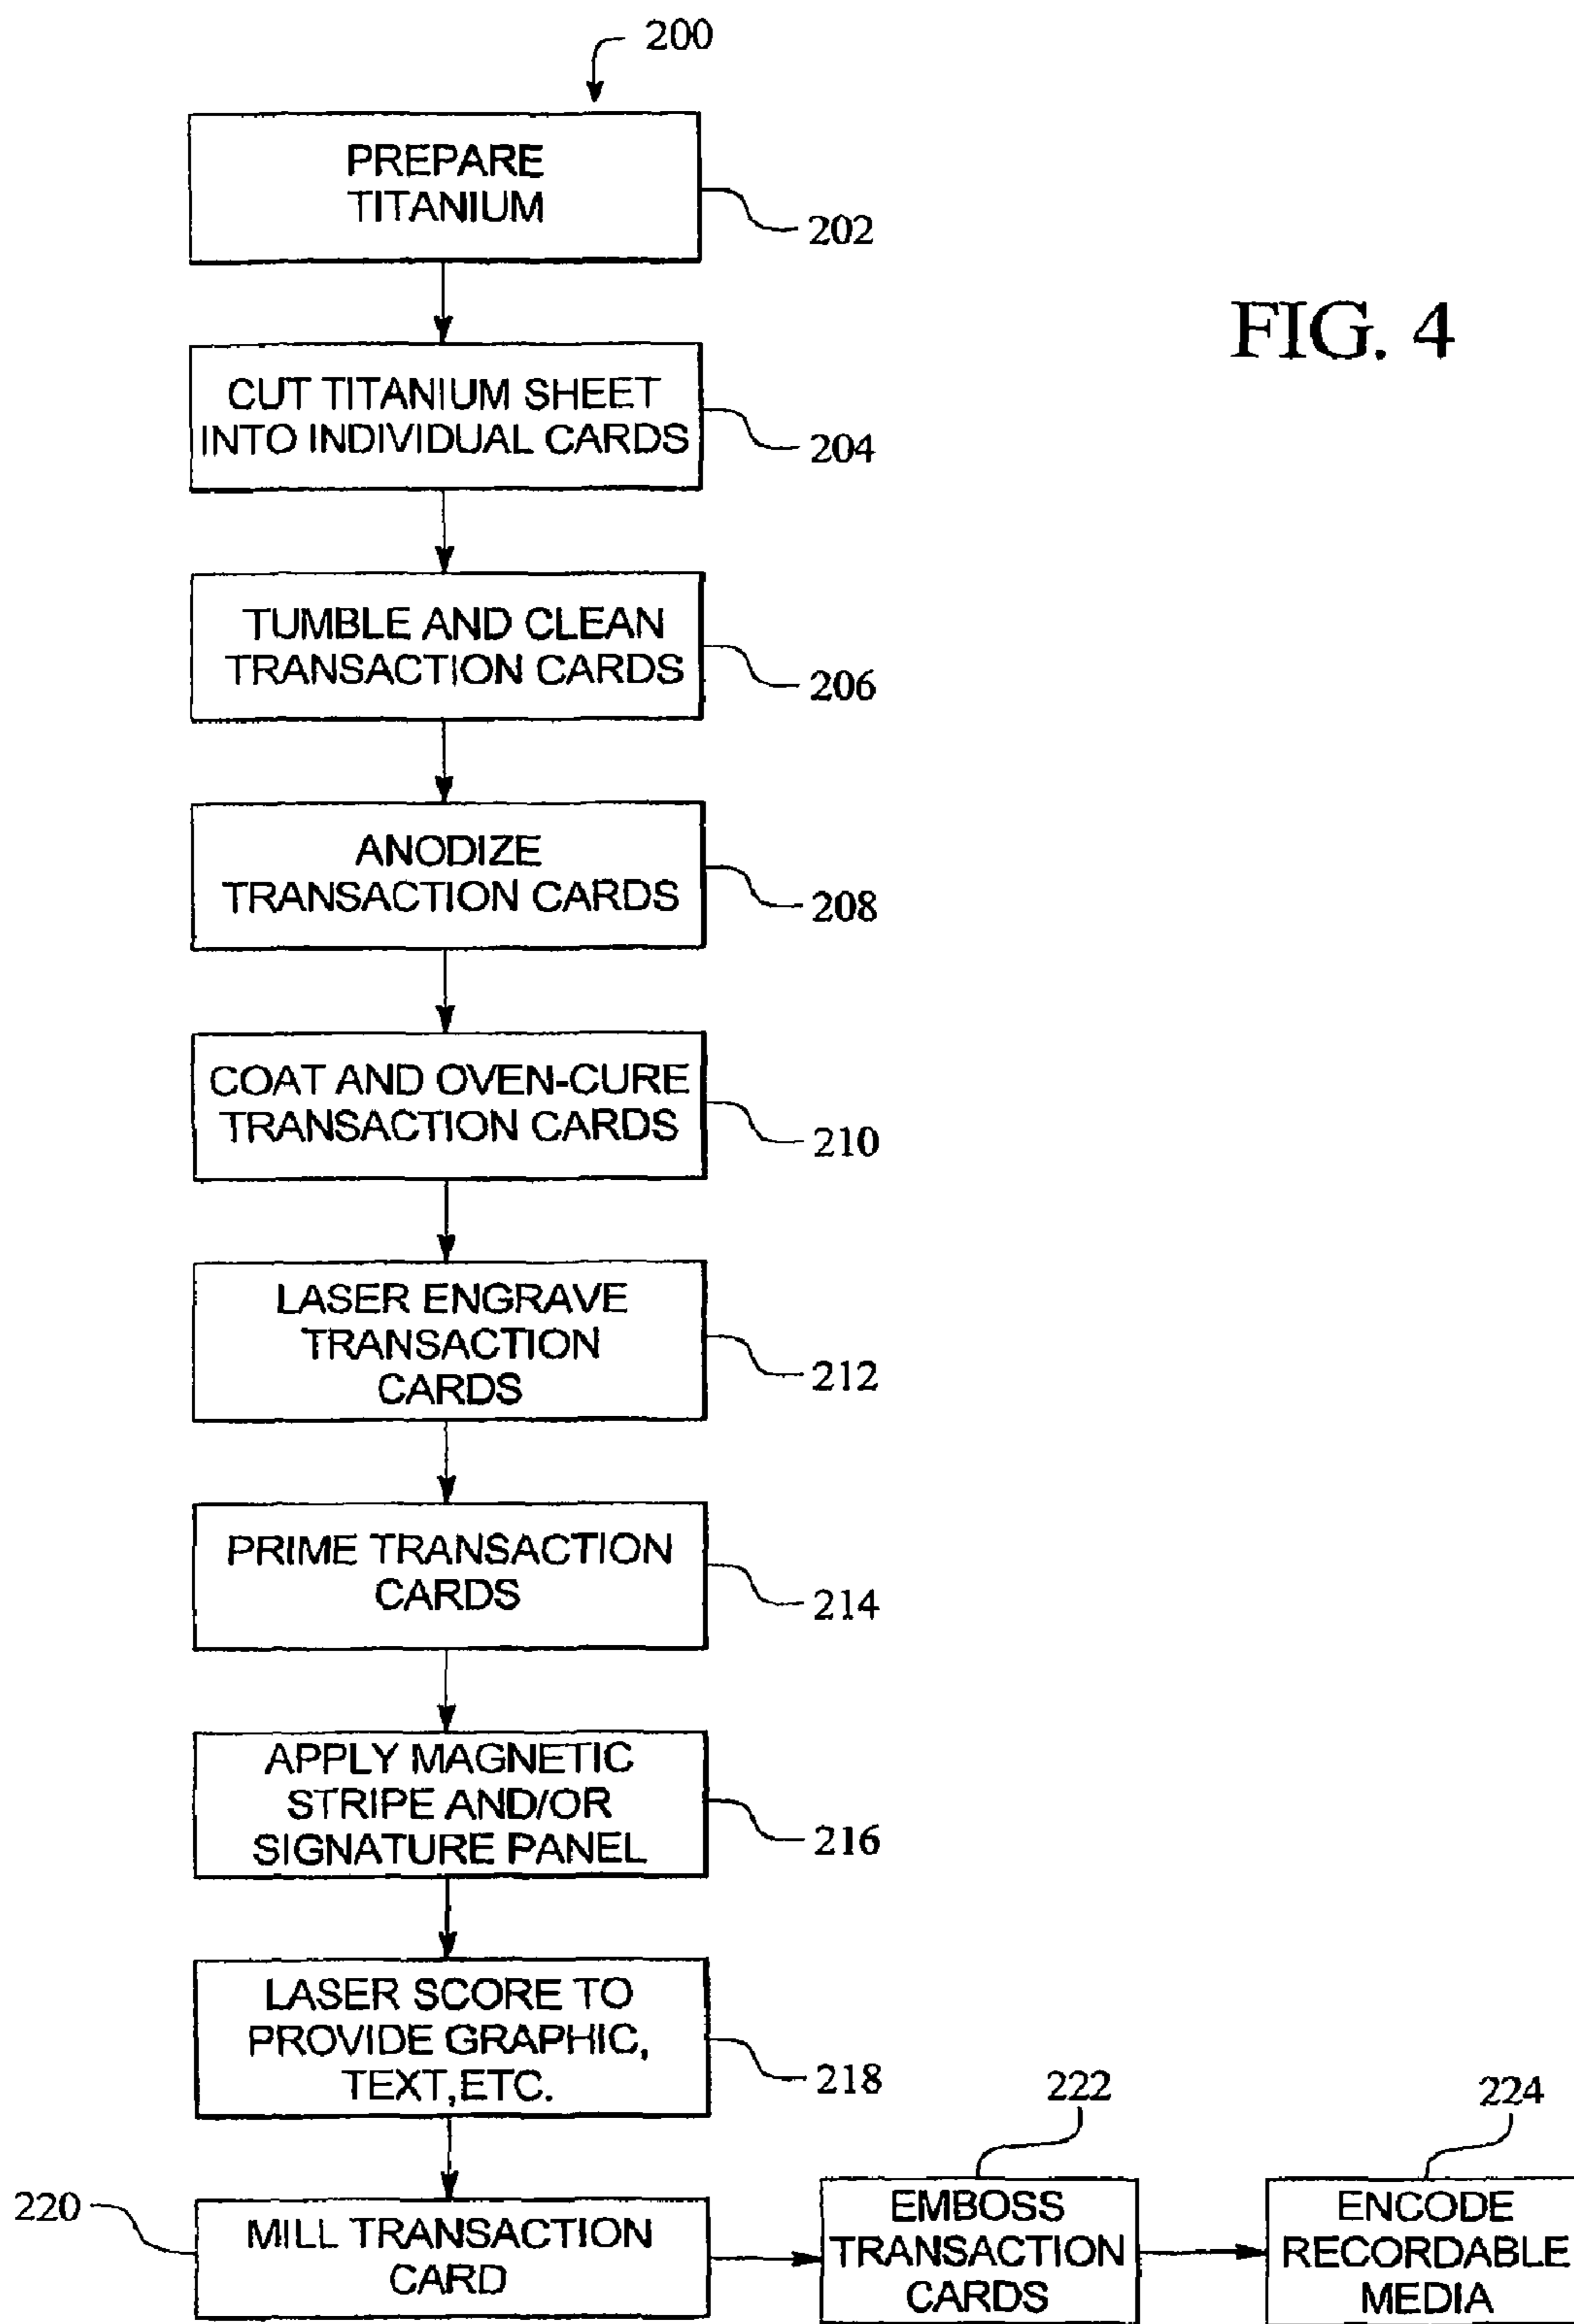 200
PREPARE
TITANIUM
202
FIG. 4
CUT TITANIUM SHEET
INTO INDIVIDUAL CARDS
204
TUMBLE AND CLEAN
TRANSACTION CARDS
206
ANODIZE
TRANSACTION CARDS
208
COAT AND OVEN-CURE
TRANSACTION CARDS
210
LASER ENGRAVE
TRANSACTION
CARDS
212
PRIME TRANSACTION
CARDS
214
APPLY MAGNETIC
STRIPE AND/OR
SIGNATURE PANEL
216
LASER SCORE TO
PROVIDE GRAPHIC,
TEXT,ETC.
218
220
MILL TRANSACTION
CARD
222
EMBOSS
TRANSACTION
CARDS
224
ENCODE
RECORDABLE
MEDIA